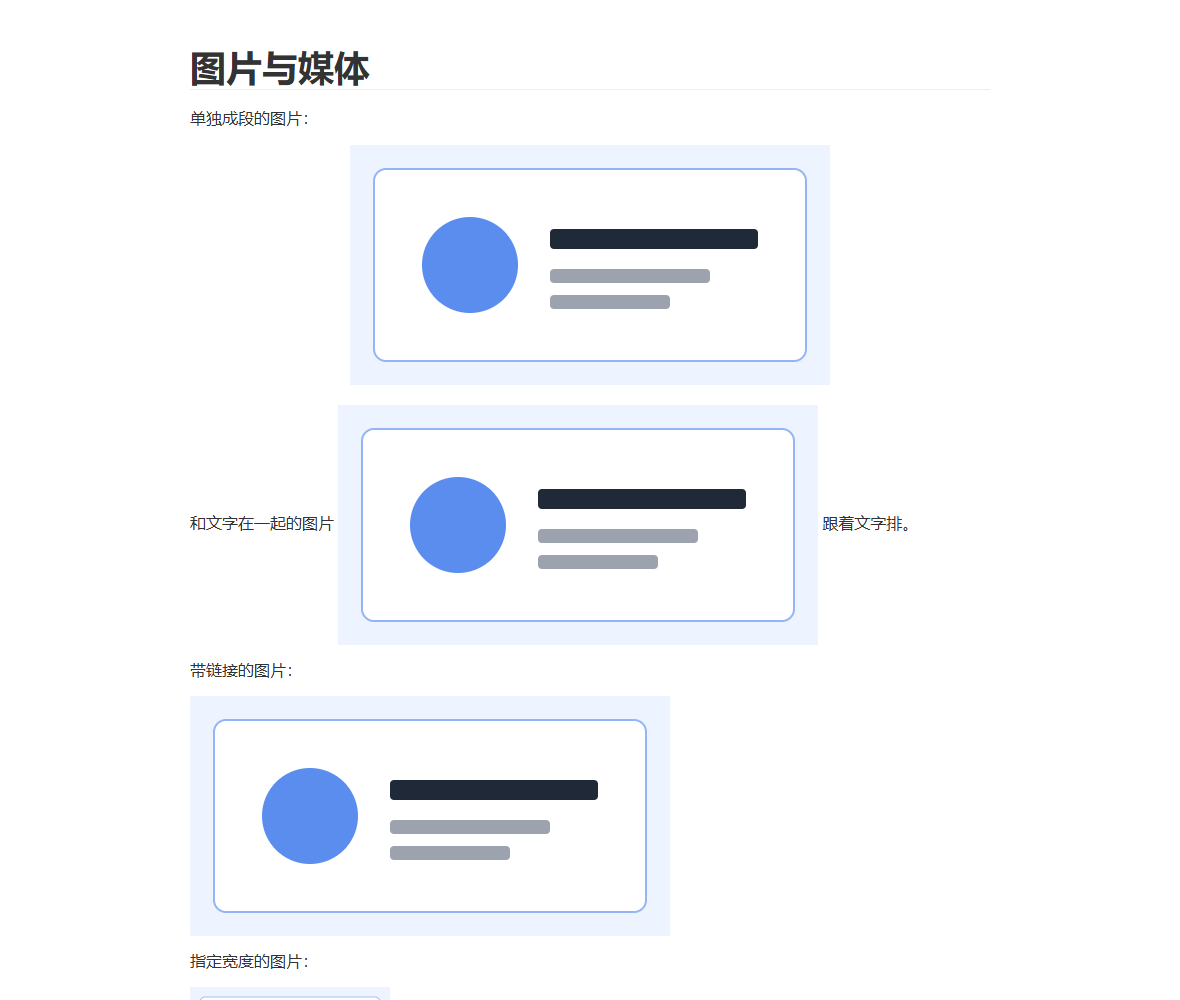 图片与媒体
单独成段的图片：
和文字在一起的图片 跟着文字排。
带链接的图片：
指定宽度的图片：